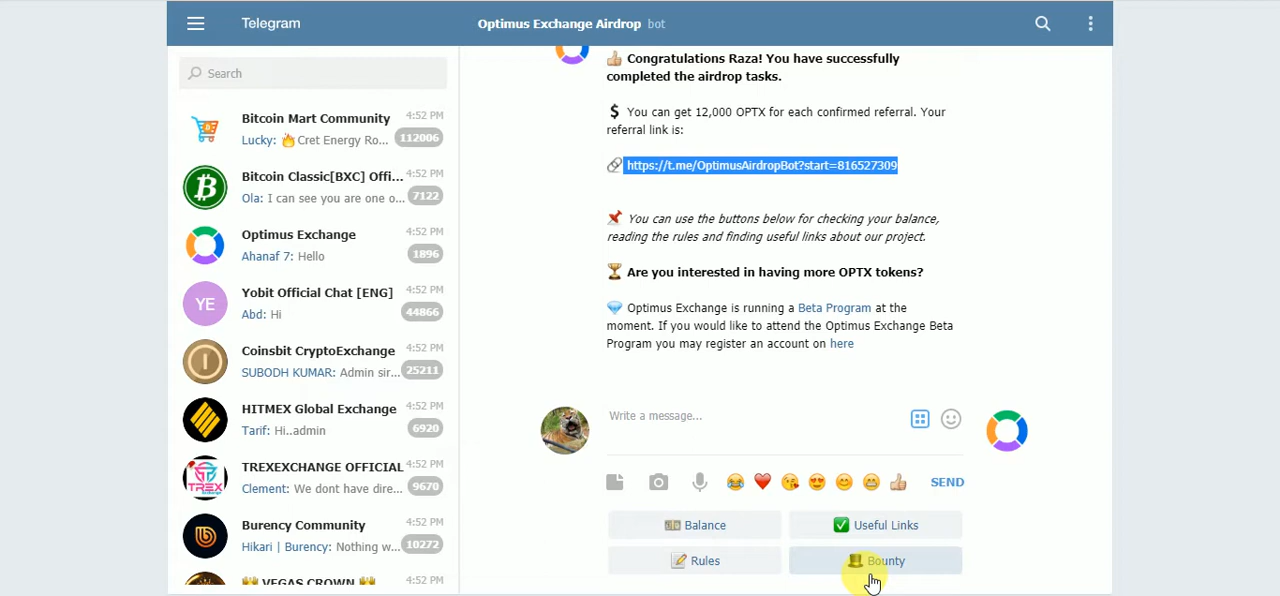 Telegram
Optimus Exchange Airdrop bot
Search
Bitcoin Mart Community 4:52 PM
Lucky: 🔥 Cret Energy Ro... 112006
Bitcoin Classic[BXC] Offi... 4:52 PM
Ola: I can see you are one o... 7122
Optimus Exchange 4:52 PM
Ahanaf 7: Hello 1896
YE
Yobit Official Chat [ENG] 4:52 PM
Abd: Hi 44866
Coinsbit CryptoExchange 4:52 PM
SUBODH KUMAR: Admin sir... 25211
HITMEX Global Exchange 4:52 PM
Tarif: Hi..admin 6920
TREX
TREXEXCHANGE OFFICIAL 4:52 PM
Clement: We dont have dire... 9670
Burency Community 4:52 PM
Hikari | Burency: Nothing w... 10272
🙌 VEGAS CROWN 🙌 4:52 PM
👍 Congratulations Raza! You have successfully
completed the airdrop tasks.
💲 You can get 12,000 OPTX for each confirmed referral. Your
referral link is:
🔗 https://t.me/OptimusAirdropBot?start=816527309
📌 You can use the buttons below for checking your balance,
reading the rules and finding useful links about our project.
🏆 Are you interested in having more OPTX tokens?
💎 Optimus Exchange is running a Beta Program at the
moment. If you would like to attend the Optimus Exchange Beta
Program you may register an account on here
Write a message...
😂 ❤️ 😘 😍 😊 😁 👍 SEND
💵 Balance
✅ Useful Links
📝 Rules
🎩 Bounty